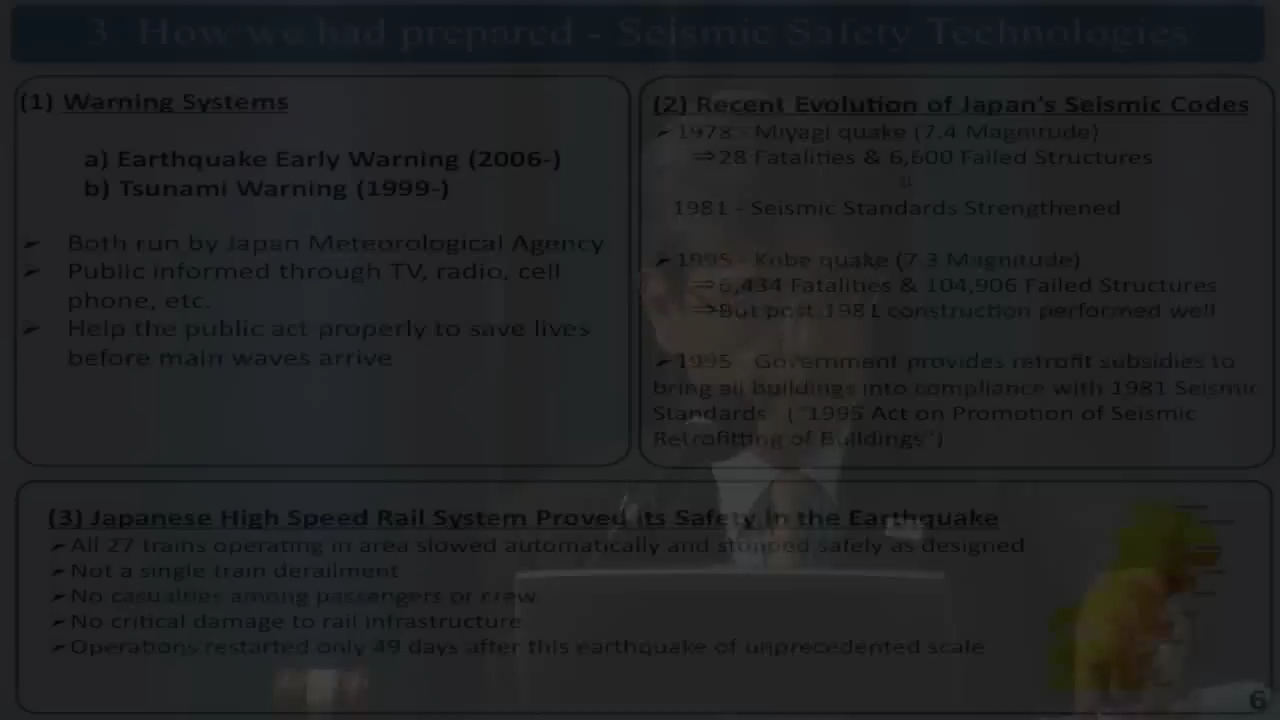 3. How we had prepared - Seismic Safety Technologies
(1) Warning Systems
a) Earthquake Early Warning (2006-)
b) Tsunami Warning (1999-)
➢ Both run by Japan Meteorological Agency
➢ Public informed through TV, radio, cell
phone, etc.
➢ Help the public act properly to save lives
before main waves arrive
(2) Recent Evolution of Japan's Seismic Codes
➢1978 - Miyagi quake (7.4 Magnitude)
⇒28 Fatalities & 6,600 Failed Structures
1981 - Seismic Standards Strengthened
➢1995 - Kobe quake (7.3 Magnitude)
⇒6,434 Fatalities & 104,906 Failed Structures
⇒But post 1981 construction performed well
➢1995 - Government provides retrofit subsidies to
bring all buildings into compliance with 1981 Seismic
Standards ("1995 Act on Promotion of Seismic
Retrofitting of Buildings")
(3) Japanese High Speed Rail System Proved its Safety in the Earthquake
➢All 27 trains operating in area slowed automatically and stopped safely as designed
➢Not a single train derailment
➢No casualties among passengers or crew
➢No critical damage to rail infrastructure
➢Operations restarted only 49 days after this earthquake of unprecedented scale
6